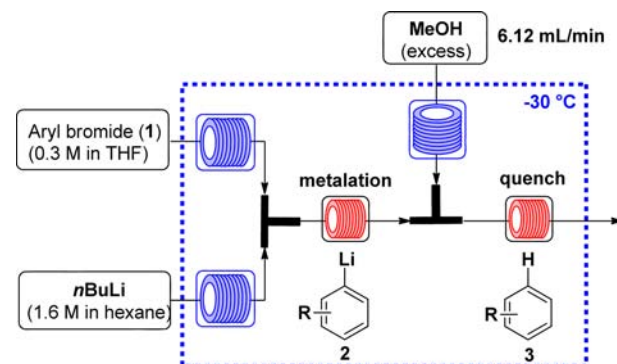 MeOH
(excess)
6.12 mL/min
-30 °C
Aryl bromide (1)
(0.3 M in THF)
metalation
quench
nBuLi
(1.6 M in hexane)
Li
R
2
H
R
3